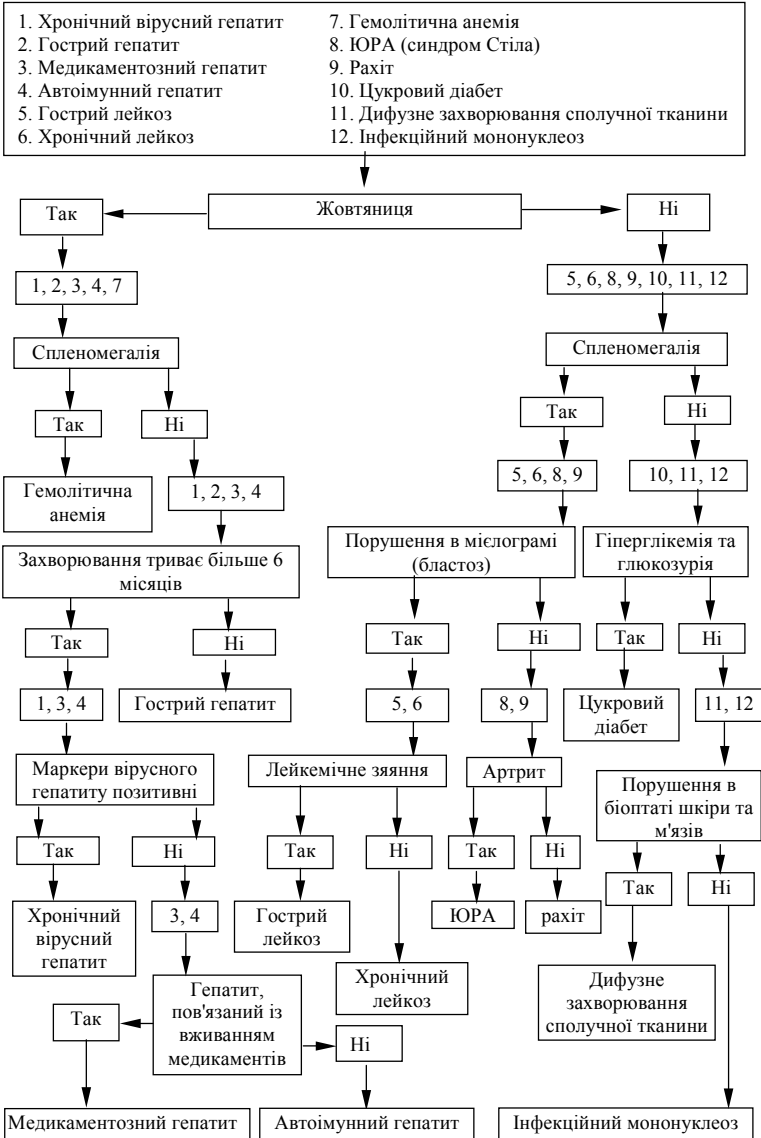 1. Хронічний вірусний гепатит
2. Гострий гепатит
3. Медикаментозний гепатит
4. Автоімунний гепатит
5. Гострий лейкоз
6. Хронічний лейкоз
7. Гемолітична анемія
8. ЮРА (синдром Стіла)
9. Рахіт
10. Цукровий діабет
11. Дифузне захворювання сполучної тканини
12. Інфекційний мононуклеоз
Так
Жовтяниця
Ні
1, 2, 3, 4, 7
5, 6, 8, 9, 10, 11, 12
Спленомегалія
Спленомегалія
Так
Ні
Так
Ні
Гемолітична
анемія
1, 2, 3, 4
5, 6, 8, 9
10, 11, 12
Захворювання триває більше 6
місяців
Порушення в мієлограмі
(бластоз)
Гіперглікемія та
глюкозурія
Так
Ні
Так
Ні
Так
Ні
1, 3, 4
Гострий гепатит
5, 6
8, 9
Цукровий
діабет
11, 12
Маркери вірусного
гепатиту позитивні
Лейкемічне зяяння
Артрит
Порушення в
біоптаті шкіри та
м'язів
Так
Ні
Так
Ні
Так
Ні
Так
Ні
Хронічний
вірусний
гепатит
3, 4
Гострий
лейкоз
ЮРА
рахіт
Хронічний
лейкоз
Дифузне
захворювання
сполучної тканини
Так
Гепатит,
пов'язаний із
вживанням
медикаментів
Ні
Медикаментозний гепатит
Автоімунний гепатит
Інфекційний мононуклеоз